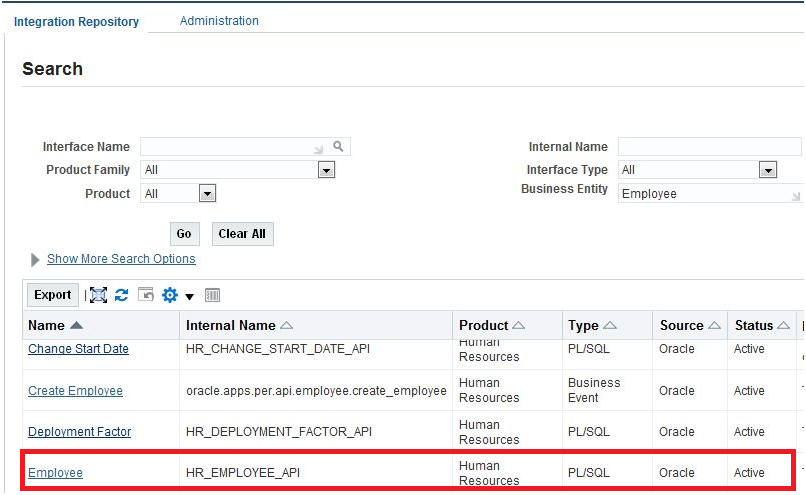 Integration Repository Administration
Search
Interface Name Internal Name
Product Family All Interface Type All
Product All Business Entity Employee
Go Clear All
Show More Search Options
Export
Name Internal Name Product Type Source Status
Change Start Date HR_CHANGE_START_DATE_API Human Resources PL/SQL Oracle Active
Create Employee oracle.apps.per.api.employee.create_employee Human Resources Business Event Oracle Active
Deployment Factor HR_DEPLOYMENT_FACTOR_API Human Resources PL/SQL Oracle Active
Employee HR_EMPLOYEE_API Human Resources PL/SQL Oracle Active